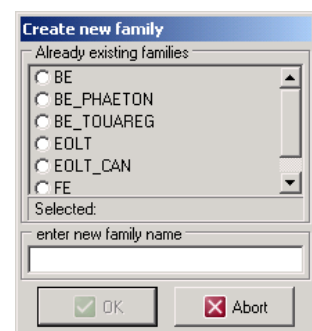 Create new family
Already existing families
BE
BE_PHAETON
BE_TOUAREG
EOLT
EOLT_CAN
FE
Selected:
enter new family name
OK
Abort